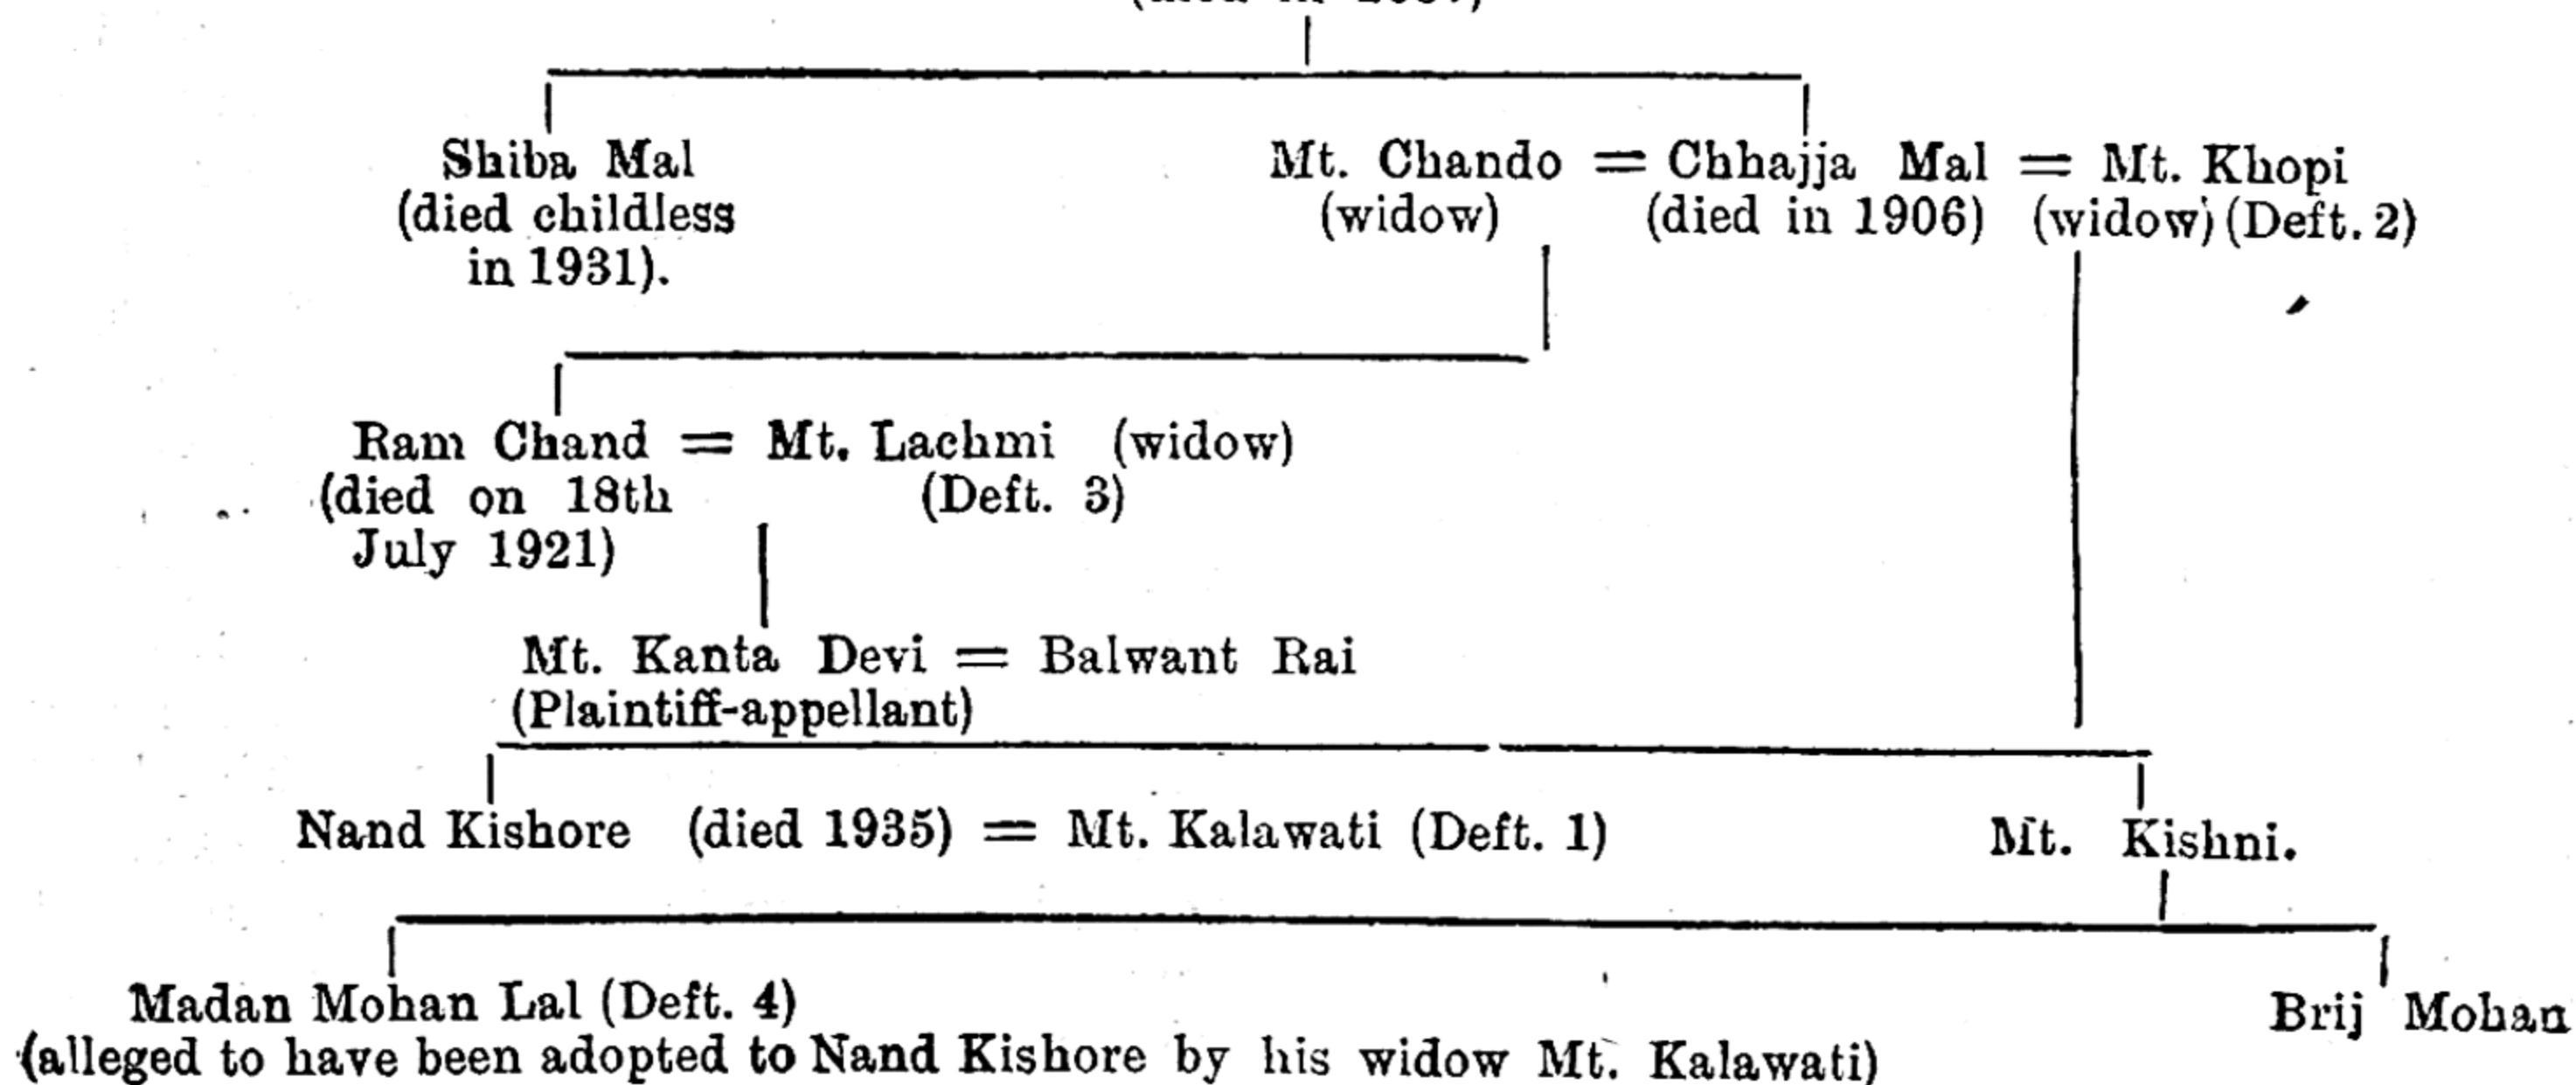 Shiba Mal
(died childless
in 1931).
Mt. Chando = Chhajja Mal = Mt. Khopi
(widow) (died in 1906) (widow) (Deft. 2)
Ram Chand = Mt. Lachmi (widow)
(died on 18th (Deft. 3)
July 1921)
Mt. Kanta Devi = Balwant Rai
(Plaintiff-appellant)
Nand Kishore (died 1935) = Mt. Kalawati (Deft. 1)
Mt. Kishni.
Madan Mohan Lal (Deft. 4)
Brij Mohan
(alleged to have been adopted to Nand Kishore by his widow Mt. Kalawati)